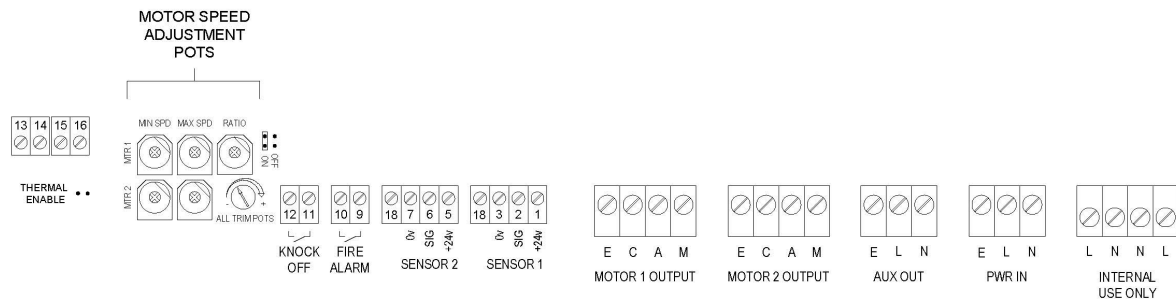 MOTOR SPEED
ADJUSTMENT
POTS
13 14 15 16
MIN SPD MAX SPD RATIO
MTR 1
ON OFF
THERMAL
ENABLE
MTR 2
- +
ALL TRIMPOTS
12 11 10 9 18 7 6 5 18 3 2 1
0v SIG +24v 0v SIG +24v
KNOCK
OFF
FIRE
ALARM
SENSOR 2
SENSOR 1
E C A M
MOTOR 1 OUTPUT
E C A M
MOTOR 2 OUTPUT
E L N
AUX OUT
E L N
PWR IN
L N N L
INTERNAL
USE ONLY